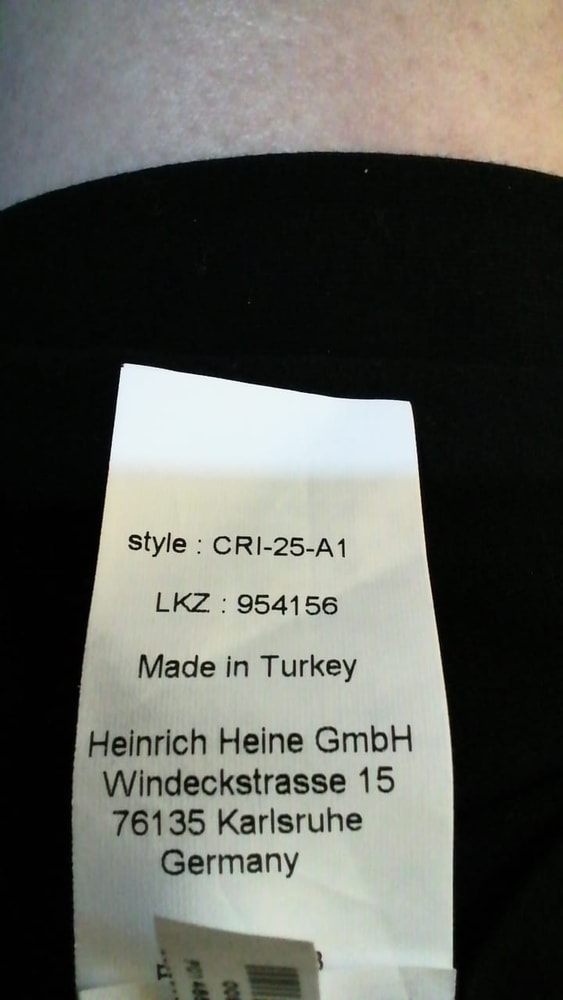 style : CRI-25-A1
LKZ : 954156
Made in Turkey
Heinrich Heine GmbH
Windeckstrasse 15
76135 Karlsruhe
Germany